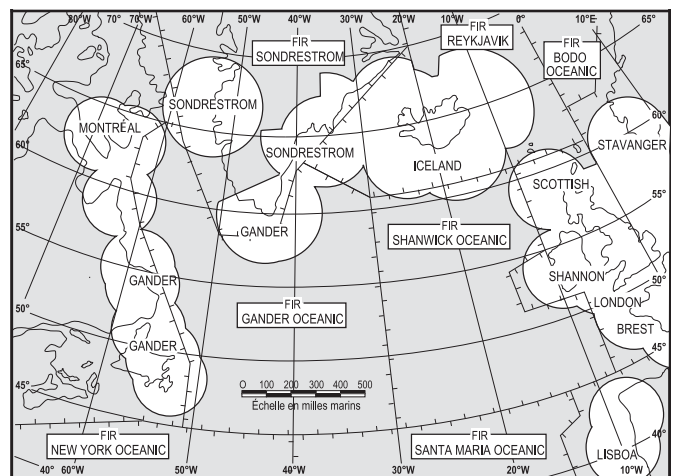 80°W 70°W 60°W 50°W 40°W 30°W 20°W 10°W 0° 10°E 65°
FIR
SONDRESTROM
FIR
REYKJAVIK
FIR
BODO
OCEANIC
65°
60°
SONDRESTROM
MONTRÉAL
60°
STAVANGER
SONDRESTROM
ICELAND
SCOTTISH
55°
55°
GANDER
FIR
SHANWICK OCEANIC
50°
GANDER
SHANNON
50°
LONDON
FIR
GANDER OCEANIC
BREST
GANDER
45°
45°
0 100 200 300 400 500
Échelle en milles marins
40°
FIR
NEW YORK OCEANIC
FIR
SANTA MARIA OCEANIC
LISBOA
40° 60°W 50°W 40°W 30°W 20°W 10°W